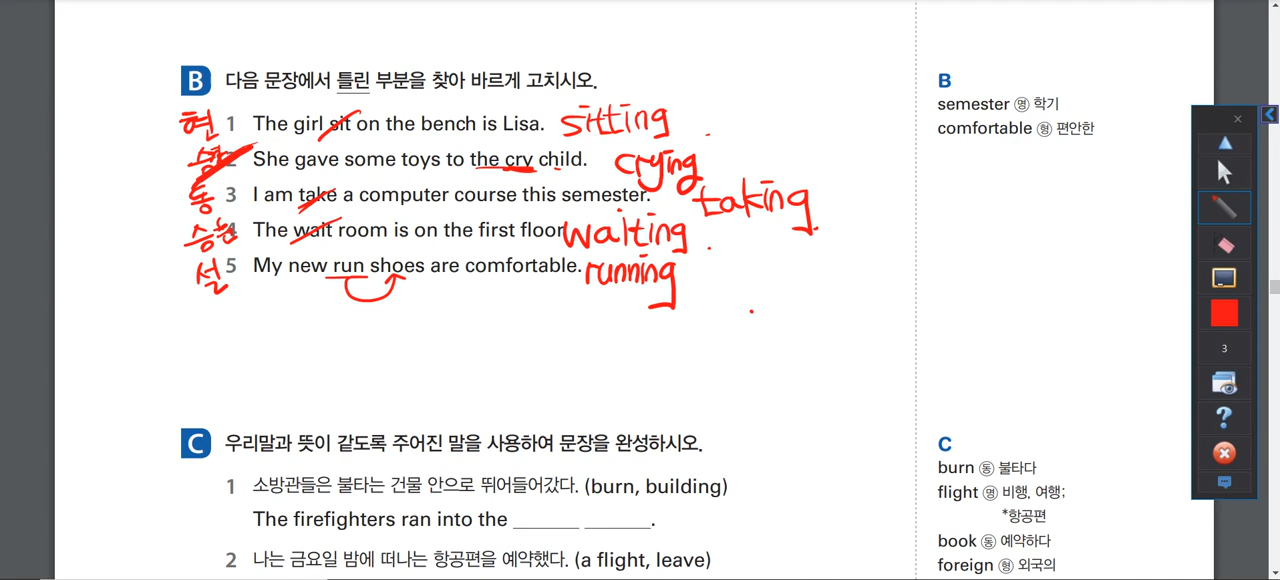 B 다음 문장에서 틀린 부분을 찾아 바르게 고치시오.
현 1 The girl sit on the bench is Lisa. sitting
2 She gave some toys to the cry child. crying
동 3 I am take a computer course this semester. taking
4 The wait room is on the first floor waiting
설 5 My new run shoes are comfortable. running
C 우리말과 뜻이 같도록 주어진 말을 사용하여 문장을 완성하시오.
1 소방관들은 불타는 건물 안으로 뛰어들어갔다. (burn, building)
The firefighters ran into the ______ ______.
2 나는 금요일 밤에 떠나는 항공편을 예약했다. (a flight, leave)
B
semester 명 학기
comfortable 형 편안한
C
burn 동 불타다
flight 명 비행, 여행;
*항공편
book 동 예약하다
foreign 형 외국의
3